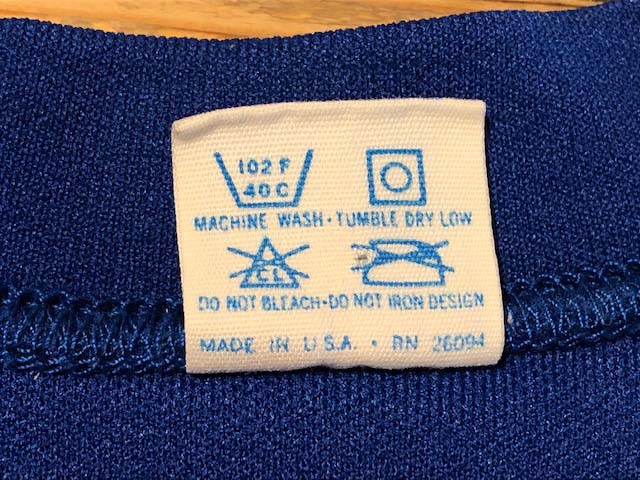 102 F
40 C
MACHINE WASH · TUMBLE DRY LOW
CL
DO NOT BLEACH · DO NOT IRON DESIGN
MADE IN U.S.A. · RN 26094